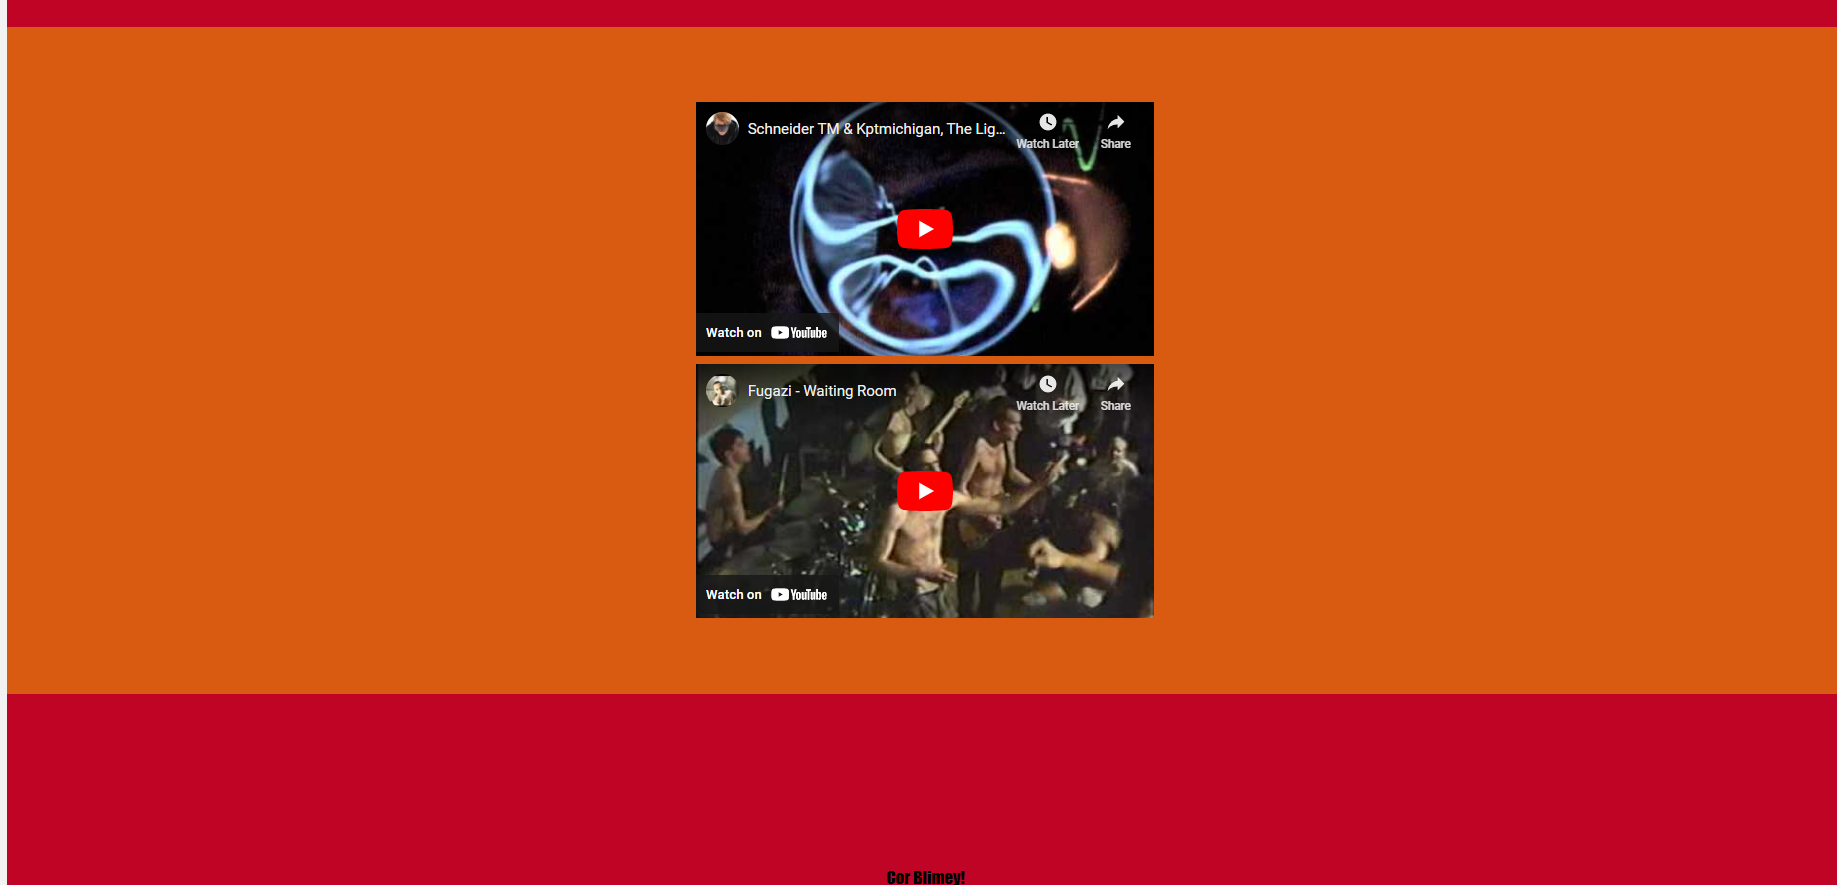 Schneider TM & Kptmichigan, The Lig...
Watch Later
Share
Watch on YouTube
Fugazi - Waiting Room
Watch Later
Share
Watch on YouTube
Cor Blimey!